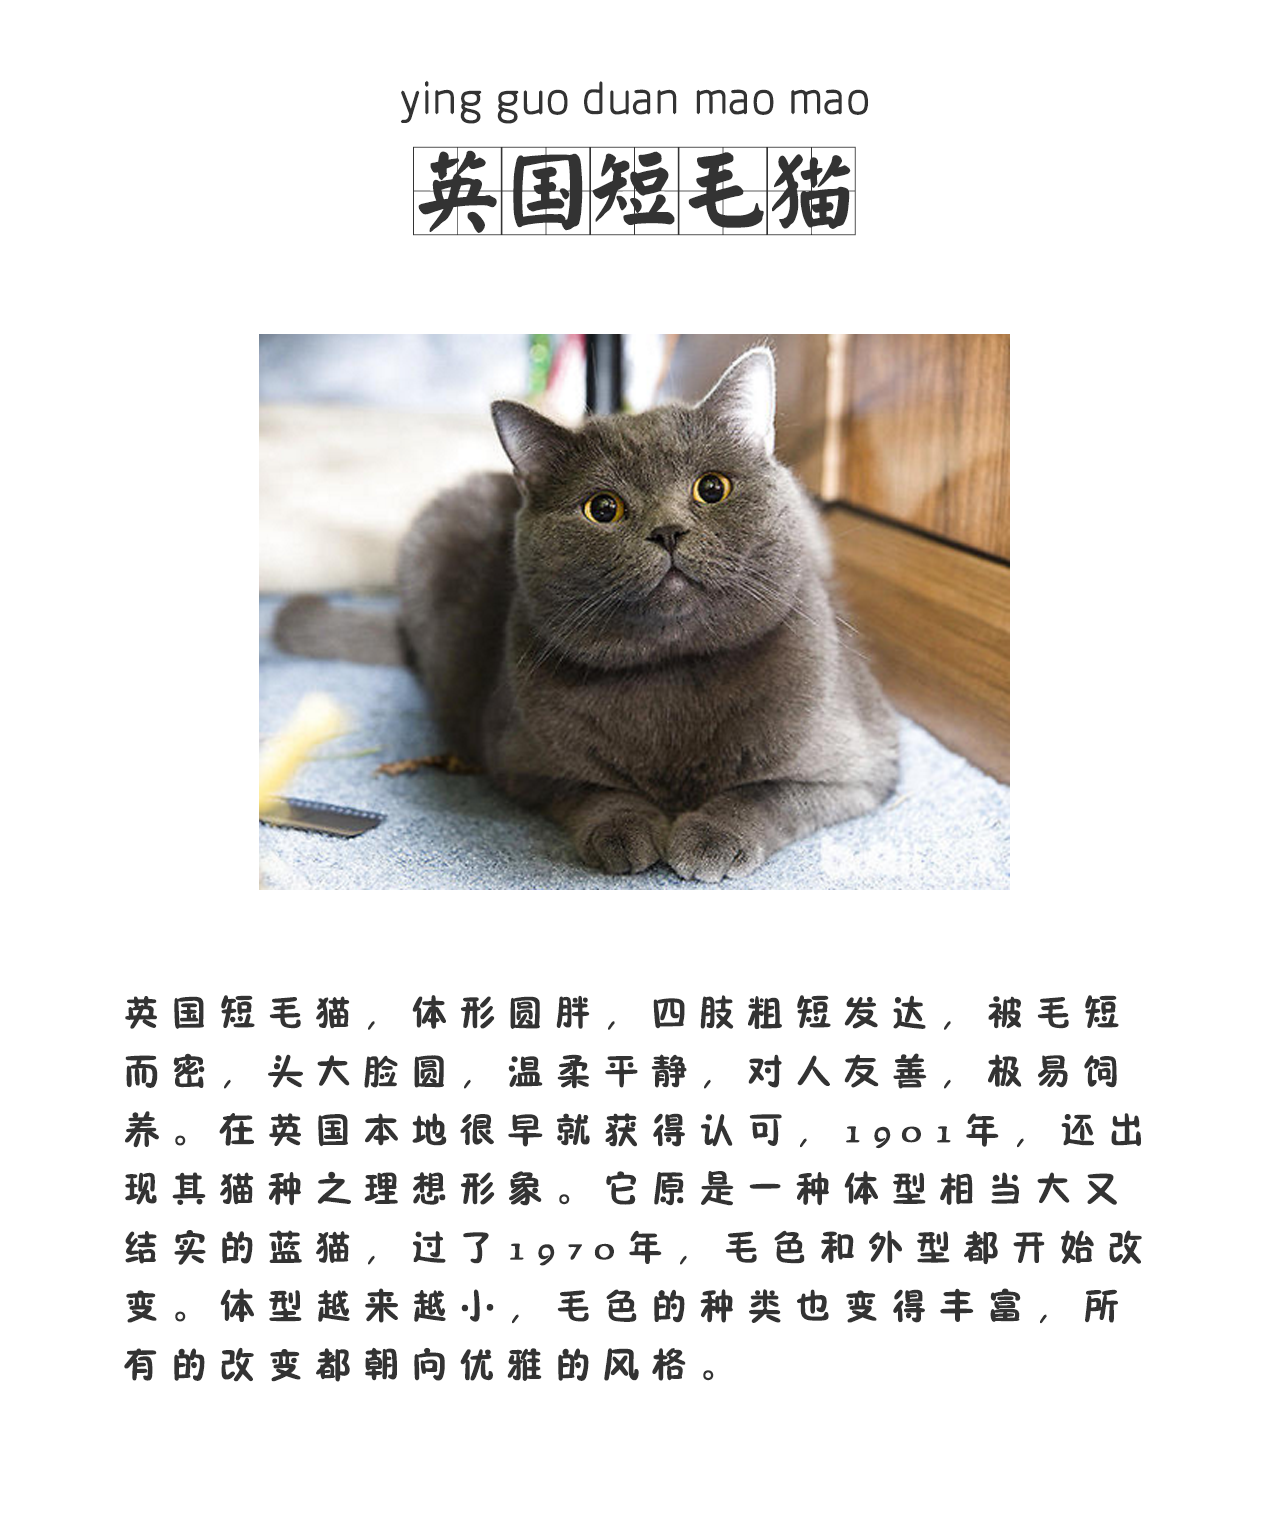 ying guo duan mao mao
英国短毛猫
英国短毛猫，体形圆胖，四肢粗短发达，被毛短
而密，头大脸圆，温柔平静，对人友善，极易饲
养。在英国本地很早就获得认可，1901年，还出
现其猫种之理想形象。它原是一种体型相当大又
结实的蓝猫，过了1970年，毛色和外型都开始改
变。体型越来越小，毛色的种类也变得丰富，所
有的改变都朝向优雅的风格。